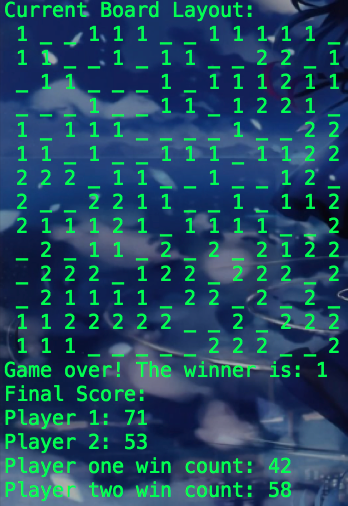 Current Board Layout:
1 _ _ 1 1 1 _ _ 1 1 1 1 1 _
1 1 _ _ 1 _ 1 1 _ _ 2 2 _ 1
_ 1 1 _ _ _ 1 _ 1 1 1 2 1 1
_ _ _ 1 _ _ 1 1 _ 1 2 2 1 _
1 _ 1 1 1 _ _ _ _ 1 _ _ 2 2
1 1 _ 1 _ _ 1 1 1 _ 1 1 2 2
2 2 2 _ 1 1 _ _ 1 _ _ 1 2 _
2 _ _ 2 2 1 1 _ _ 1 _ 1 1 2
2 1 1 1 2 1 _ 1 1 1 1 _ _ 2
_ 2 _ 1 1 _ 2 _ 2 _ 2 1 2 2
_ 2 2 2 _ 1 2 2 _ 2 2 2 _ 2
_ 2 1 1 1 1 _ 2 2 _ 2 _ 2 _
1 1 2 2 2 2 2 _ _ 2 _ 2 2 2
1 1 1 _ _ _ _ _ 2 2 2 _ _ 2
Game over! The winner is: 1
Final Score:
Player 1: 71
Player 2: 53
Player one win count: 42
Player two win count: 58